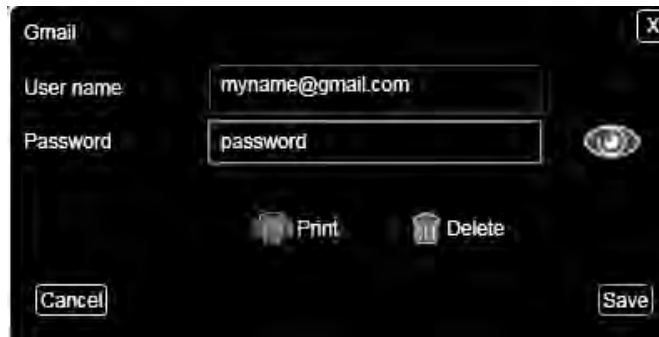 Gmail X
User name myname@gmail.com
Password password
Print Delete
Cancel Save